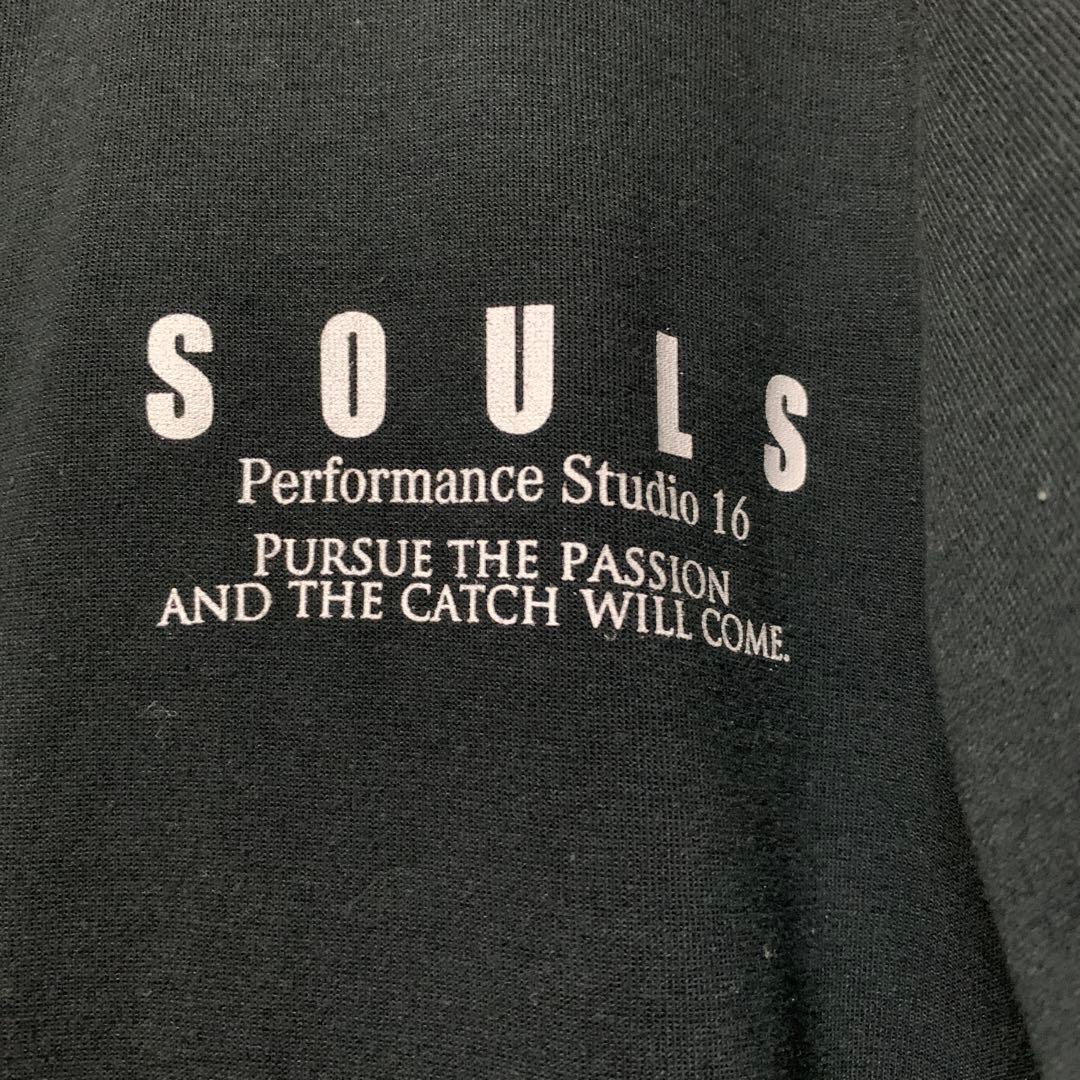 SOULS
Performance Studio 16
PURSUE THE PASSION
AND THE CATCH WILL COME.